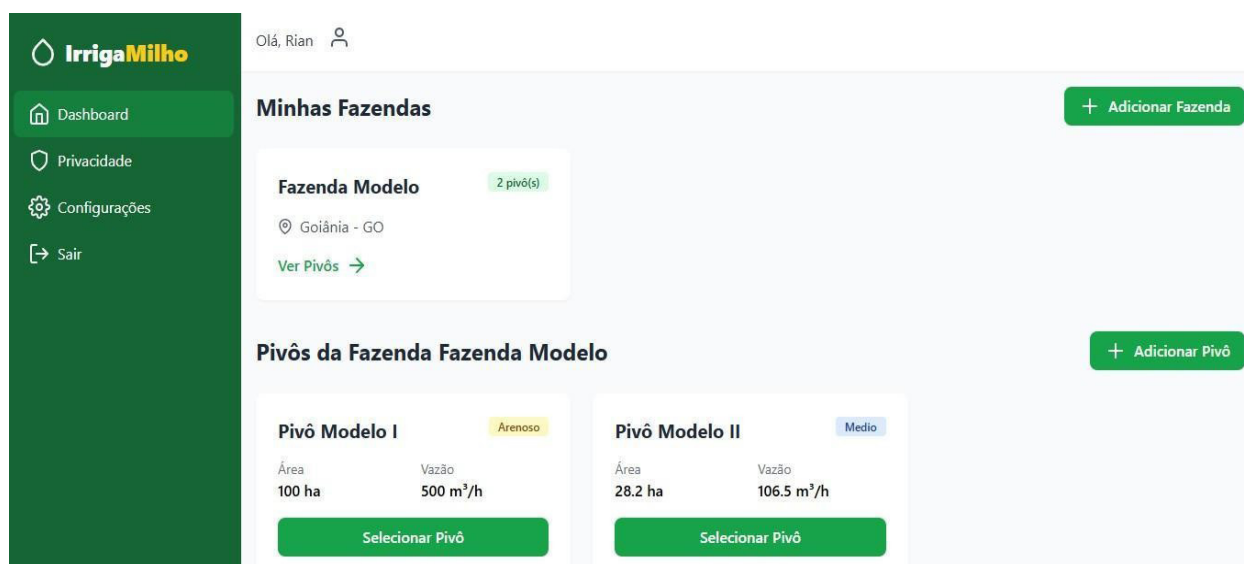 IrrigaMilho
Dashboard
Privacidade
Configurações
Sair
Olá, Rian
Minhas Fazendas
+ Adicionar Fazenda
Fazenda Modelo
2 pivô(s)
Goiânia - GO
Ver Pivôs →
Pivôs da Fazenda Fazenda Modelo
+ Adicionar Pivô
Pivô Modelo I
Arenoso
Área Vazão
100 ha 500 m³/h
Selecionar Pivô
Pivô Modelo II
Medio
Área Vazão
28.2 ha 106.5 m³/h
Selecionar Pivô